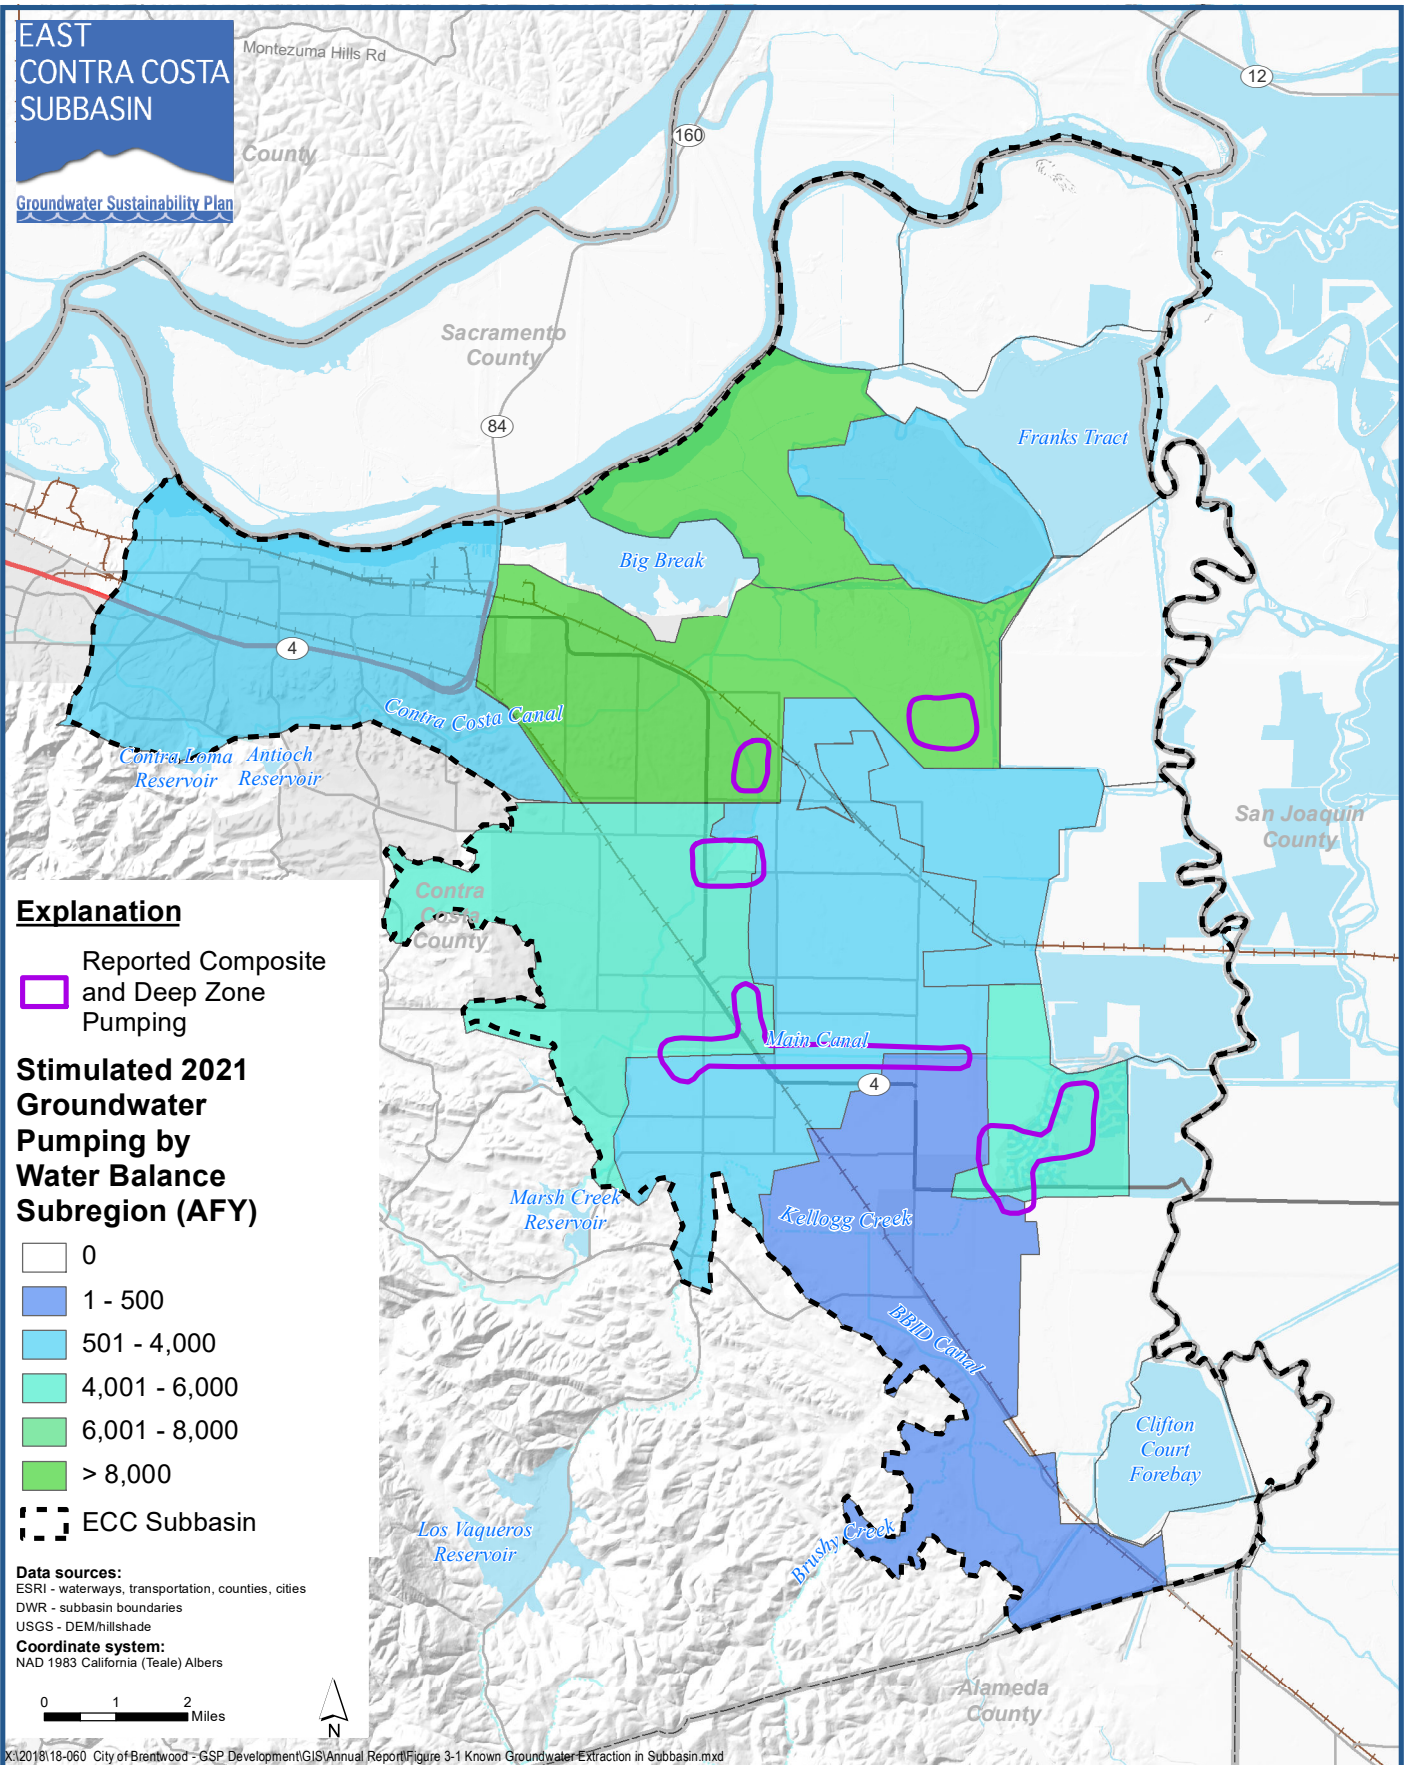 EAST
CONTRA COSTA
SUBBASIN
Groundwater Sustainability Plan
Montezuma Hills Rd
County
160
12
Sacramento
County
84
Franks Tract
Big Break
4
Contra Costa Canal
Contra Loma
Reservoir
Antioch
Reservoir
San Joaquin
County
Contra
Costa
County
Main Canal
4
Marsh Creek
Reservoir
Kellogg Creek
BBID Canal
Clifton
Court
Forebay
Los Vaqueros
Reservoir
Brushy Creek
Alameda
County
Explanation
Reported Composite
and Deep Zone
Pumping
Stimulated 2021
Groundwater
Pumping by
Water Balance
Subregion (AFY)
0
1 - 500
501 - 4,000
4,001 - 6,000
6,001 - 8,000
> 8,000
ECC Subbasin
Data sources:
ESRI - waterways, transportation, counties, cities
DWR - subbasin boundaries
USGS - DEM/hillshade
Coordinate system:
NAD 1983 California (Teale) Albers
0 1 2
Miles
N
X:\2018\18-060 City of Brentwood - GSP Development\GIS\Annual Report\Figure 3-1 Known Groundwater Extraction in Subbasin.mxd